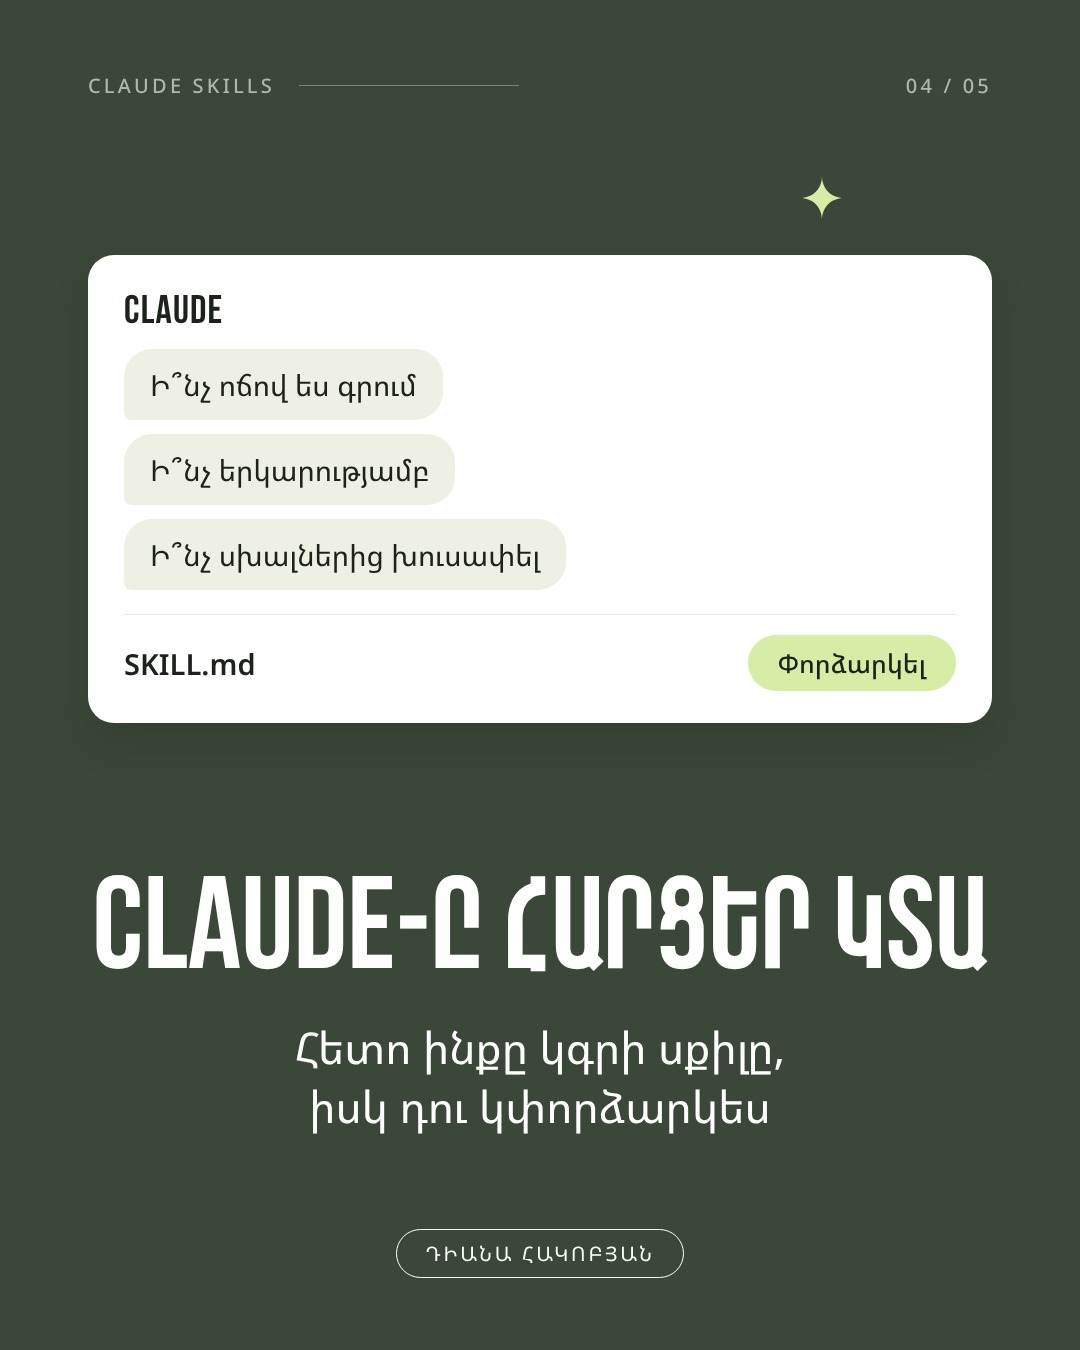 CLAUDE SKILLS
04 / 05
CLAUDE
Ի՞նչ ոճով ես գրում
Ի՞նչ երկարությամբ
Ի՞նչ սխալներից խուսափել
SKILL.md
Փորձարկել
CLAUDE-Ը ՀԱՐՑԵՐ ԿՏԱ
Հետո ինքը կգրի սքիլը,
իսկ դու կփորձարկես
ԴԻԱՆԱ ՀԱԿՈԲՅԱՆ